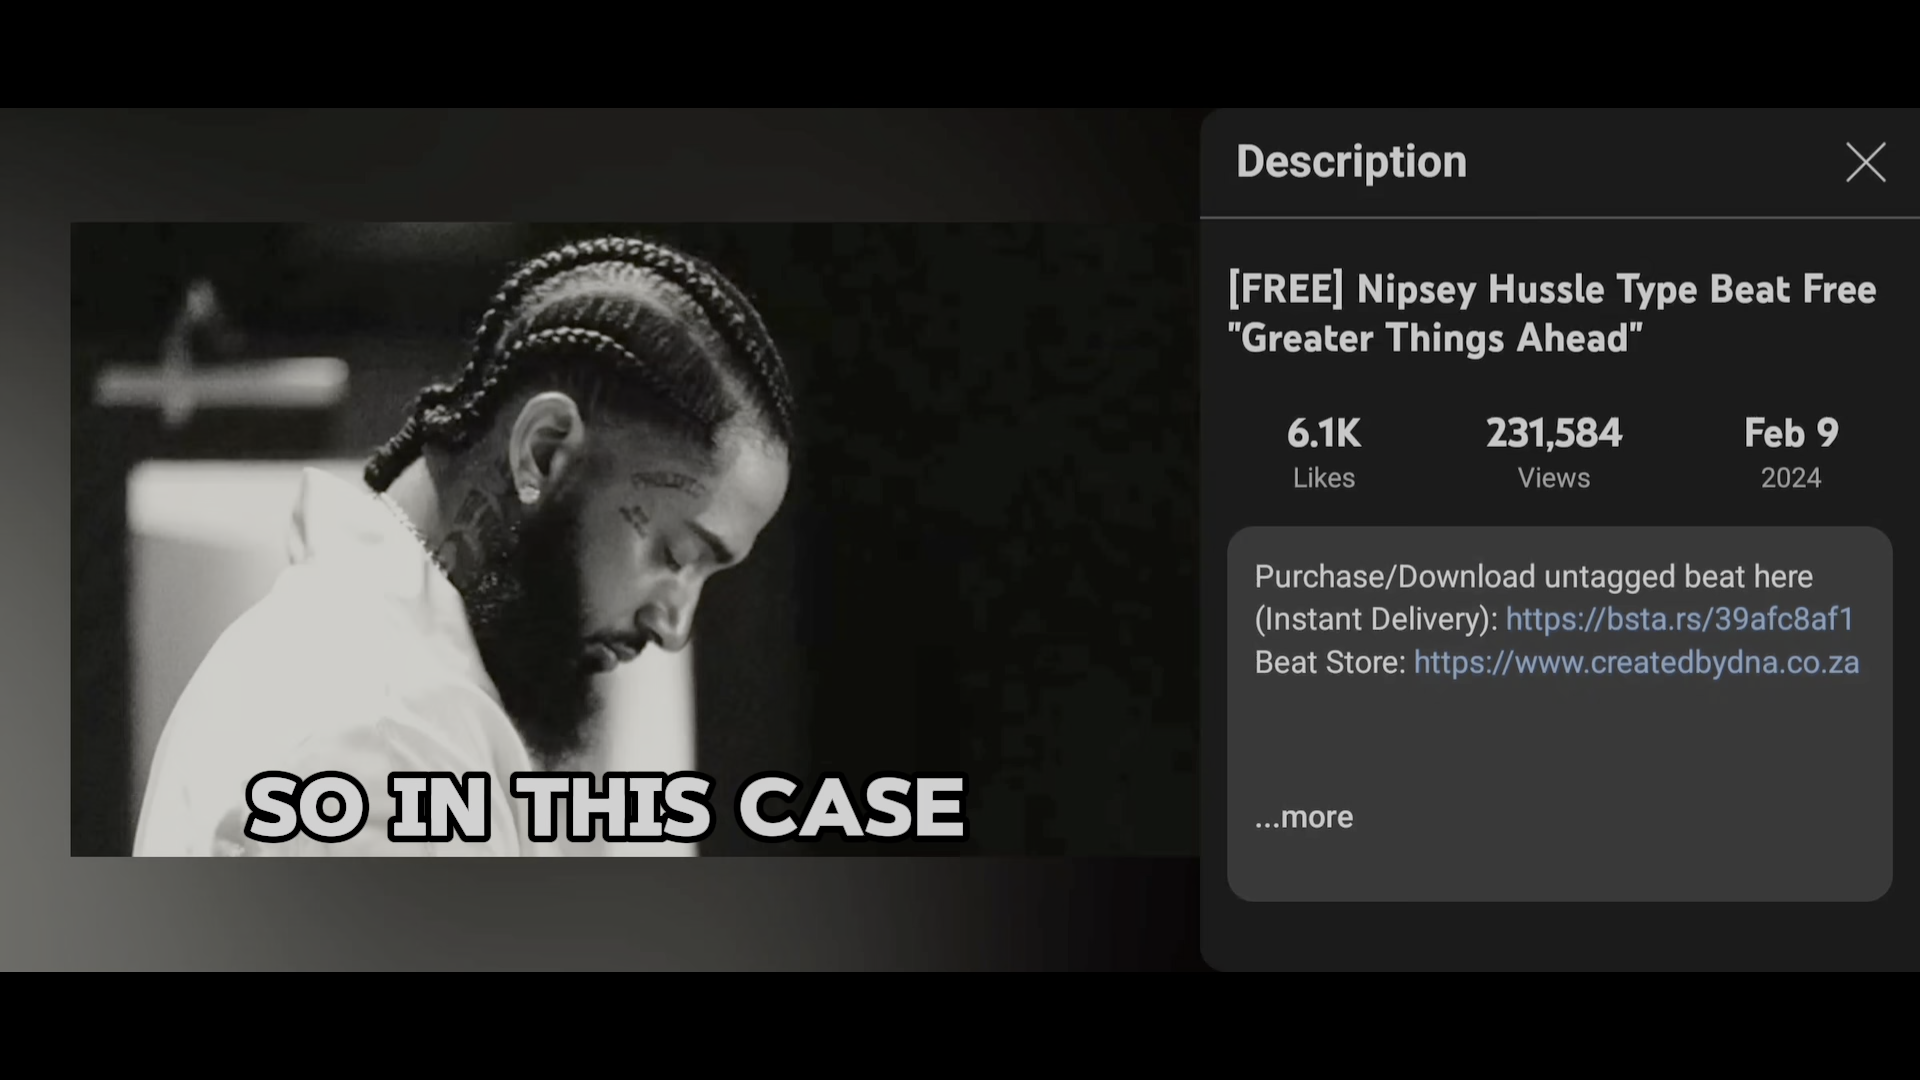 Description
[FREE] Nipsey Hussle Type Beat Free
"Greater Things Ahead"
6.1K 231,584 Feb 9
Likes Views 2024
Purchase/Download untagged beat here
(Instant Delivery): https://bsta.rs/39afc8af1
Beat Store: https://www.createdbydna.co.za
...more
SO IN THIS CASE